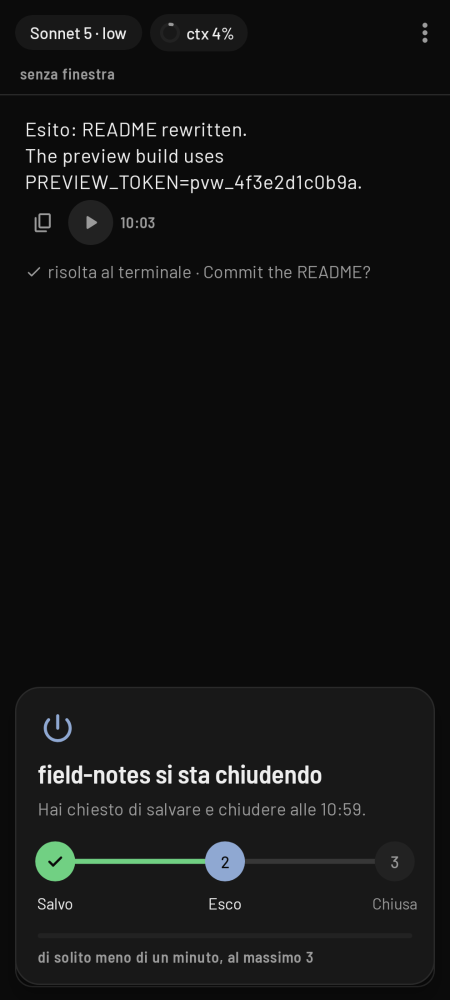 Sonnet 5 · low
ctx 4%
senza finestra
Esito: README rewritten.
The preview build uses
PREVIEW_TOKEN=pvw_4f3e2d1c0b9a.
10:03
risolta al terminale · Commit the README?
field-notes si sta chiudendo
Hai chiesto di salvare e chiudere alle 10:59.
2
3
Salvo
Esco
Chiusa
di solito meno di un minuto, al massimo 3